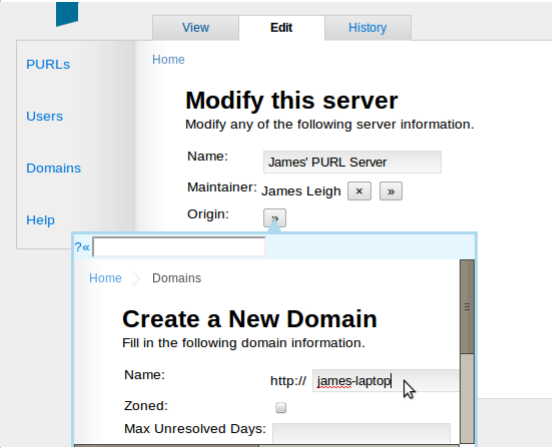 View Edit History
PURLs
Users
Domains
Help
Home
Modify this server
Modify any of the following server information.
Name: James' PURL Server
Maintainer: James Leigh × »
Origin: »
?«
Home Domains
Create a New Domain
Fill in the following domain information.
Name: http:// james-laptop
Zoned:
Max Unresolved Days: